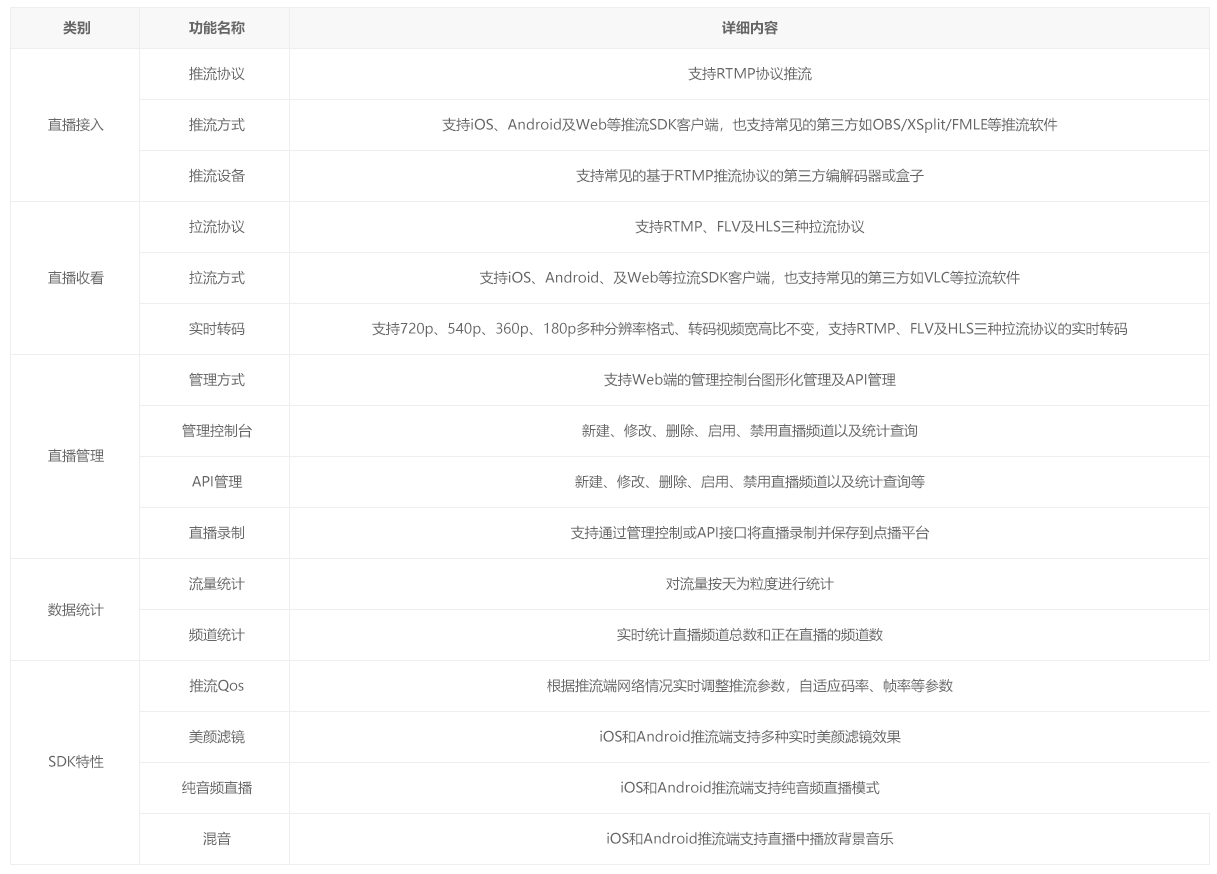 类别 功能名称 详细内容
直播接入
推流协议 支持RTMP协议推流
推流方式 支持iOS、Android及Web等推流SDK客户端，也支持常见的第三方如OBS/XSplit/FMLE等推流软件
推流设备 支持常见的基于RTMP推流协议的第三方编解码器或盒子
直播收看
拉流协议 支持RTMP、FLV及HLS三种拉流协议
拉流方式 支持iOS、Android、及Web等拉流SDK客户端，也支持常见的第三方如VLC等拉流软件
实时转码 支持720p、540p、360p、180p多种分辨率格式、转码视频宽高比不变，支持RTMP、FLV及HLS三种拉流协议的实时转码
直播管理
管理方式 支持Web端的管理控制台图形化管理及API管理
管理控制台 新建、修改、删除、启用、禁用直播频道以及统计查询
API管理 新建、修改、删除、启用、禁用直播频道以及统计查询等
直播录制 支持通过管理控制或API接口将直播录制并保存到点播平台
数据统计
流量统计 对流量按天为粒度进行统计
频道统计 实时统计直播频道总数和正在直播的频道数
SDK特性
推流Qos 根据推流端网络情况实时调整推流参数，自适应码率、帧率等参数
美颜滤镜 iOS和Android推流端支持多种实时美颜滤镜效果
纯音频直播 iOS和Android推流端支持纯音频直播模式
混音 iOS和Android推流端支持直播中播放背景音乐